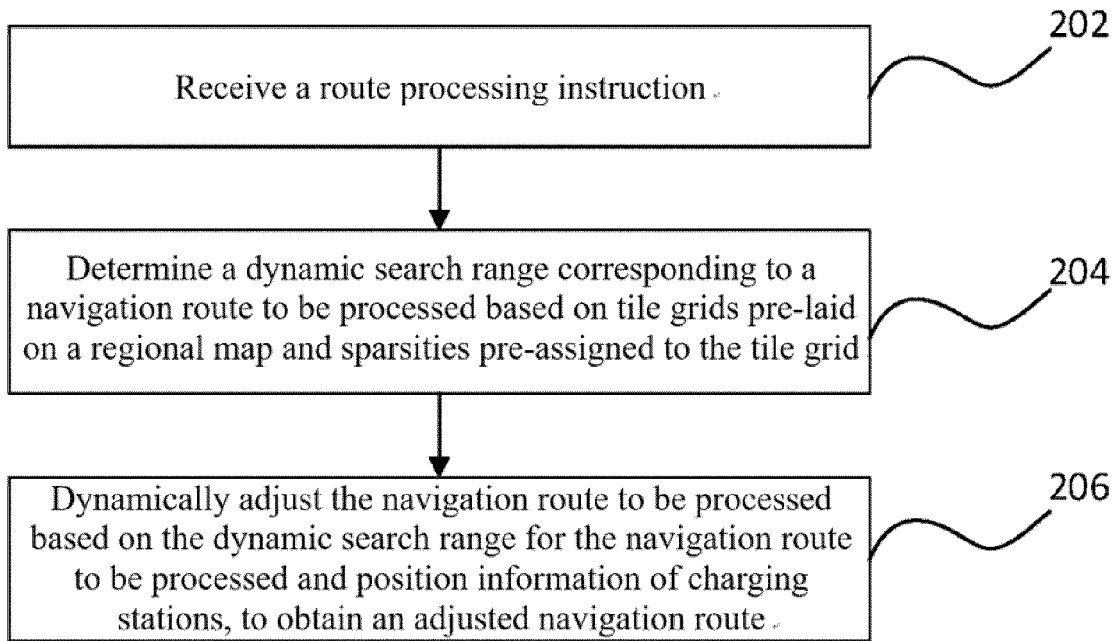 202
Receive a route processing instruction
204
Determine a dynamic search range corresponding to a
navigation route to be processed based on tile grids pre-laid
on a regional map and sparsities pre-assigned to the tile grid
206
Dynamically adjust the navigation route to be processed
based on the dynamic search range for the navigation route
to be processed and position information of charging
stations, to obtain an adjusted navigation route